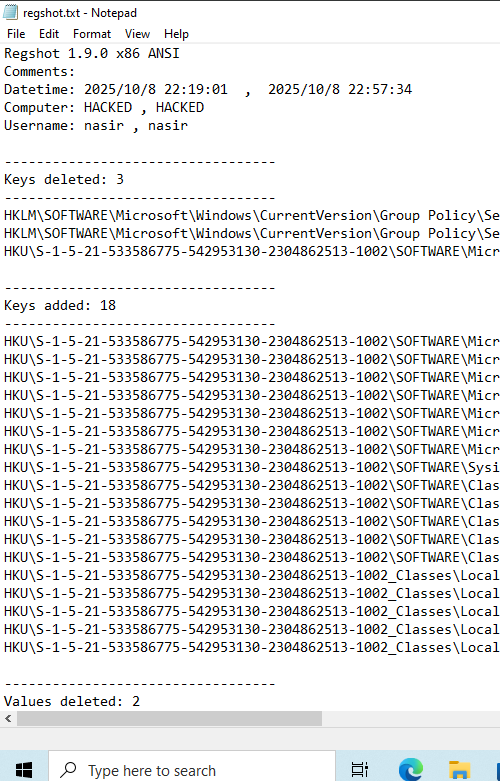 regshot.txt - Notepad
File Edit Format View Help
Regshot 1.9.0 x86 ANSI
Comments:
Datetime: 2025/10/8 22:19:01  ,  2025/10/8 22:57:34
Computer: HACKED , HACKED
Username: nasir , nasir
----------------------------------
Keys deleted: 3
----------------------------------
HKLM\SOFTWARE\Microsoft\Windows\CurrentVersion\Group Policy\Se
HKLM\SOFTWARE\Microsoft\Windows\CurrentVersion\Group Policy\Se
HKU\S-1-5-21-533586775-542953130-2304862513-1002\SOFTWARE\Micr
----------------------------------
Keys added: 18
----------------------------------
HKU\S-1-5-21-533586775-542953130-2304862513-1002\SOFTWARE\Micr
HKU\S-1-5-21-533586775-542953130-2304862513-1002\SOFTWARE\Micr
HKU\S-1-5-21-533586775-542953130-2304862513-1002\SOFTWARE\Micr
HKU\S-1-5-21-533586775-542953130-2304862513-1002\SOFTWARE\Micr
HKU\S-1-5-21-533586775-542953130-2304862513-1002\SOFTWARE\Micr
HKU\S-1-5-21-533586775-542953130-2304862513-1002\SOFTWARE\Micr
HKU\S-1-5-21-533586775-542953130-2304862513-1002\SOFTWARE\Micr
HKU\S-1-5-21-533586775-542953130-2304862513-1002\SOFTWARE\Sysi
HKU\S-1-5-21-533586775-542953130-2304862513-1002\SOFTWARE\Clas
HKU\S-1-5-21-533586775-542953130-2304862513-1002\SOFTWARE\Clas
HKU\S-1-5-21-533586775-542953130-2304862513-1002\SOFTWARE\Clas
HKU\S-1-5-21-533586775-542953130-2304862513-1002\SOFTWARE\Clas
HKU\S-1-5-21-533586775-542953130-2304862513-1002\SOFTWARE\Clas
HKU\S-1-5-21-533586775-542953130-2304862513-1002_Classes\Local
HKU\S-1-5-21-533586775-542953130-2304862513-1002_Classes\Local
HKU\S-1-5-21-533586775-542953130-2304862513-1002_Classes\Local
HKU\S-1-5-21-533586775-542953130-2304862513-1002_Classes\Local
HKU\S-1-5-21-533586775-542953130-2304862513-1002_Classes\Local
----------------------------------
Values deleted: 2
Type here to search